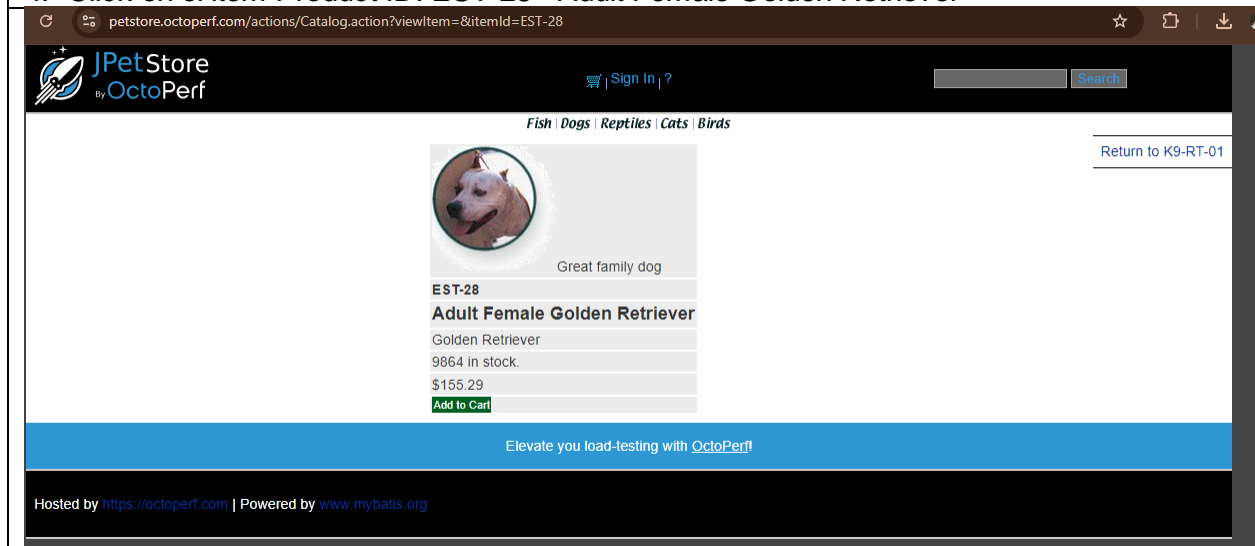 petstore.octoperf.com/actions/Catalog.action?viewItem=&itemId=EST-28
JPetStore
By OctoPerf
Sign In | ?
Search
Fish | Dogs | Reptiles | Cats | Birds
Return to K9-RT-01
Great family dog
EST-28
Adult Female Golden Retriever
Golden Retriever
9864 in stock.
$155.29
Add to Cart
Elevate you load-testing with OctoPerf!
Hosted by https://octoperf.com | Powered by www.mybatis.org